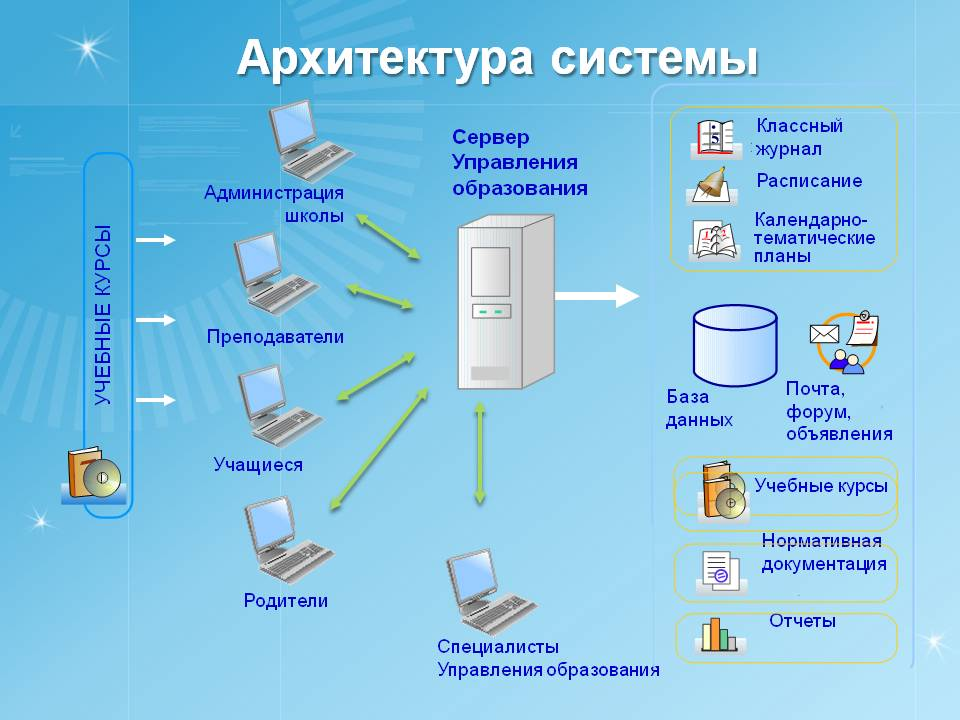 Архитектура системы
УЧЕБНЫЕ КУРСЫ
Администрация
школы
Преподаватели
Учащиеся
Родители
Сервер
Управления
образования
Специалисты
Управления образования
Классный
журнал
Расписание
Календарно-
тематические
планы
База
данных
Почта,
форум,
объявления
Учебные курсы
Нормативная
документация
Отчеты